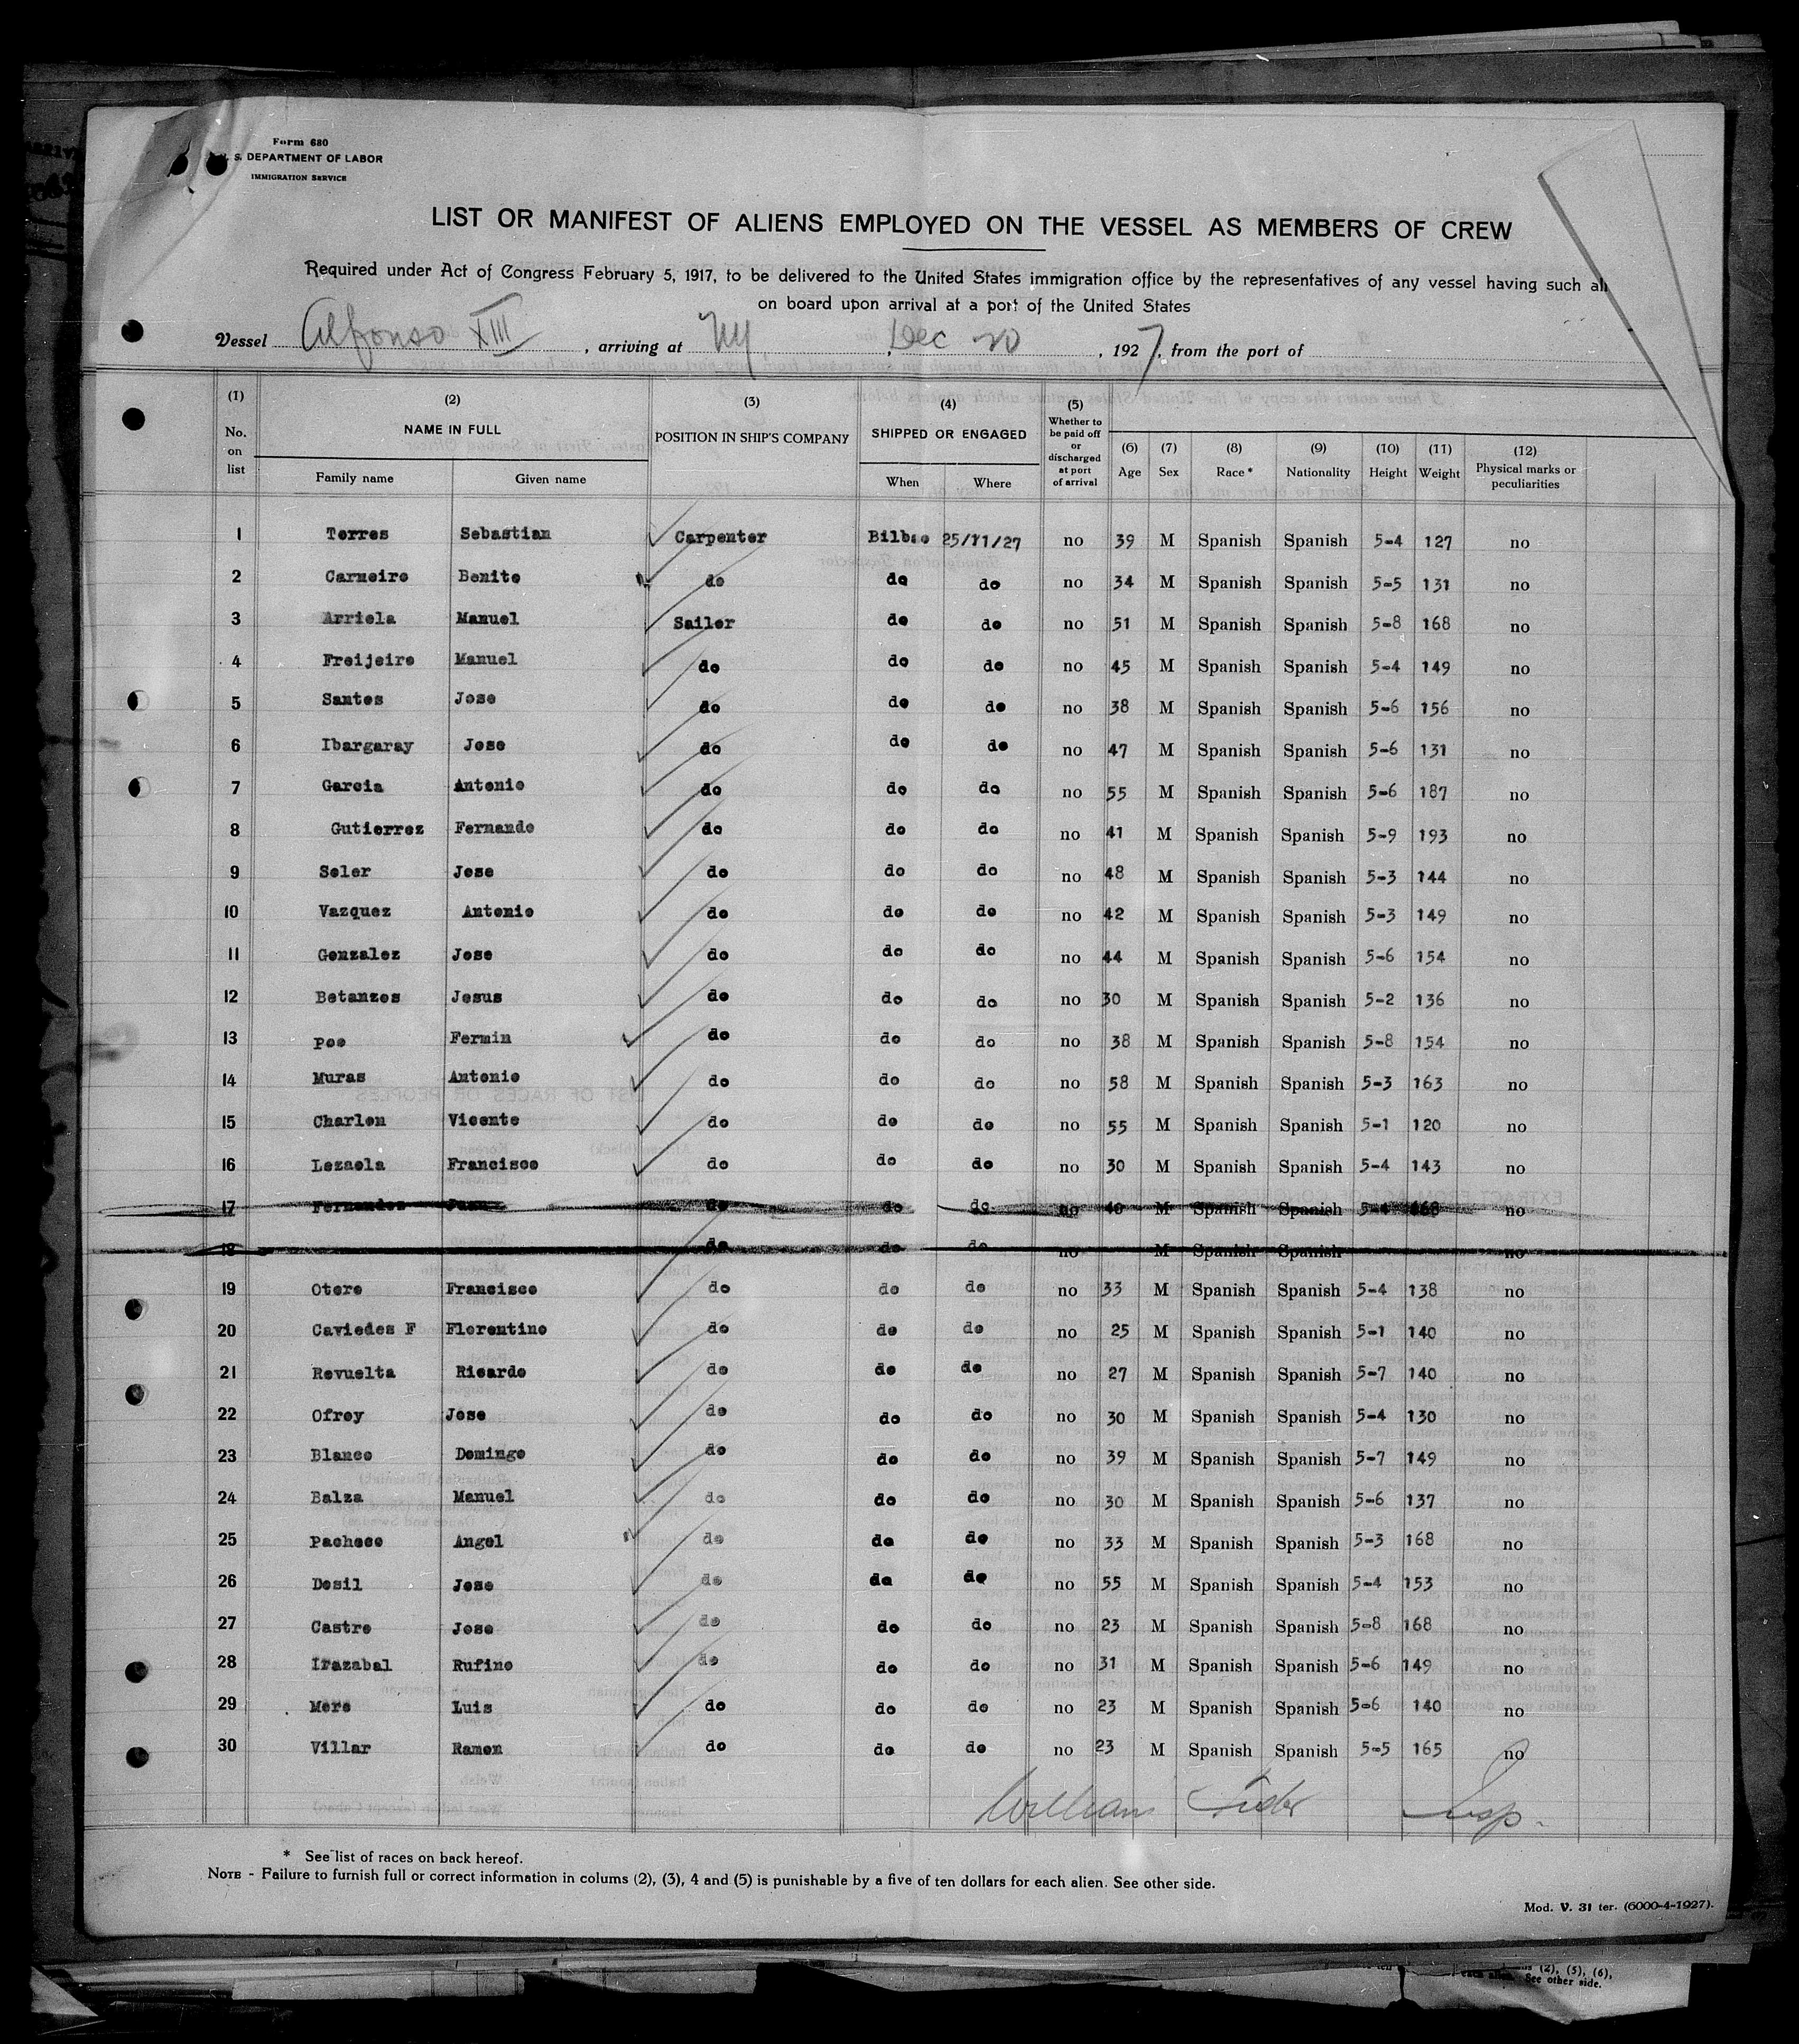 Form 680
S. DEPARTMENT OF LABOR
IMMIGRATION SERVICE
LIST OR MANIFEST OF ALIENS EMPLOYED ON THE VESSEL AS MEMBERS OF CREW
Required under Act of Congress February 5, 1917, to be delivered to the United States immigration office by the representatives of any vessel having such
on board upon arrival at a port of the United States
Vessel Alfonso XIII, arriving at NY, Dec 20, 1927, from the port of
(1) No. on list (2) NAME IN FULL Family name Given name (3) POSITION IN SHIP'S COMPANY (4) SHIPPED OR ENGAGED When Where (5) Whether to be paid off or discharged at port of arrival (6) Age (7) Sex (8) Race * (9) Nationality (10) Height (11) Weight (12) Physical marks or peculiarities
1 Torres Sebastian Carpenter Bilbao 25/11/27 no 39 M Spanish Spanish 5-4 127 no
2 Carneiro Benito do do do no 34 M Spanish Spanish 5-5 131 no
3 Arriola Manuel Sailor do do no 51 M Spanish Spanish 5-8 168 no
4 Freijeiro Manuel do do do no 45 M Spanish Spanish 5-4 149 no
5 Santos Jose do do do no 38 M Spanish Spanish 5-6 156 no
6 Ibargaray Jose do do do no 47 M Spanish Spanish 5-6 131 no
7 Garcia Antonio do do do no 55 M Spanish Spanish 5-6 187 no
8 Gutierrez Fernando do do do no 41 M Spanish Spanish 5-9 193 no
9 Soler Jose do do do no 48 M Spanish Spanish 5-3 144 no
10 Vazquez Antonio do do do no 42 M Spanish Spanish 5-3 149 no
11 Gonzalez Jose do do do no 44 M Spanish Spanish 5-6 154 no
12 Betanzos Jesus do do do no 30 M Spanish Spanish 5-2 136 no
13 Poo Fermin do do do no 38 M Spanish Spanish 5-8 154 no
14 Muras Antonio do do do no 58 M Spanish Spanish 5-3 163 no
15 Charlon Vicente do do do no 55 M Spanish Spanish 5-1 120 no
16 Lezaola Francisco do do do no 30 M Spanish Spanish 5-4 143 no
17 Fernandez Juan do do do no 40 M Spanish Spanish 5-4 168 no
18 do do do no M Spanish Spanish no
19 Otero Francisco do do do no 33 M Spanish Spanish 5-4 138 no
20 Caviedes F Florentino do do do no 25 M Spanish Spanish 5-1 140 no
21 Revuelta Ricardo do do do no 27 M Spanish Spanish 5-7 140 no
22 Ofroy Jose do do do no 30 M Spanish Spanish 5-4 130 no
23 Blanco Domingo do do do no 39 M Spanish Spanish 5-7 149 no
24 Balza Manuel do do do no 30 M Spanish Spanish 5-6 137 no
25 Pacheco Angel do do do no 33 M Spanish Spanish 5-3 168 no
26 Dosil Jose do do do no 55 M Spanish Spanish 5-4 153 no
27 Castro Jose do do do no 23 M Spanish Spanish 5-8 168 no
28 Irazabal Rufino do do do no 31 M Spanish Spanish 5-6 149 no
29 Mero Luis do do do no 23 M Spanish Spanish 5-6 140 no
30 Villar Ramon do do do no 23 M Spanish Spanish 5-5 165 no
William Insp.
* See list of races on back hereof.
NOTE - Failure to furnish full or correct information in colums (2), (3), 4 and (5) is punishable by a five of ten dollars for each alien. See other side.
Mod. V. 31 ter. (6000-4-1927).
(2), (5), (6),
each alien. See other side.